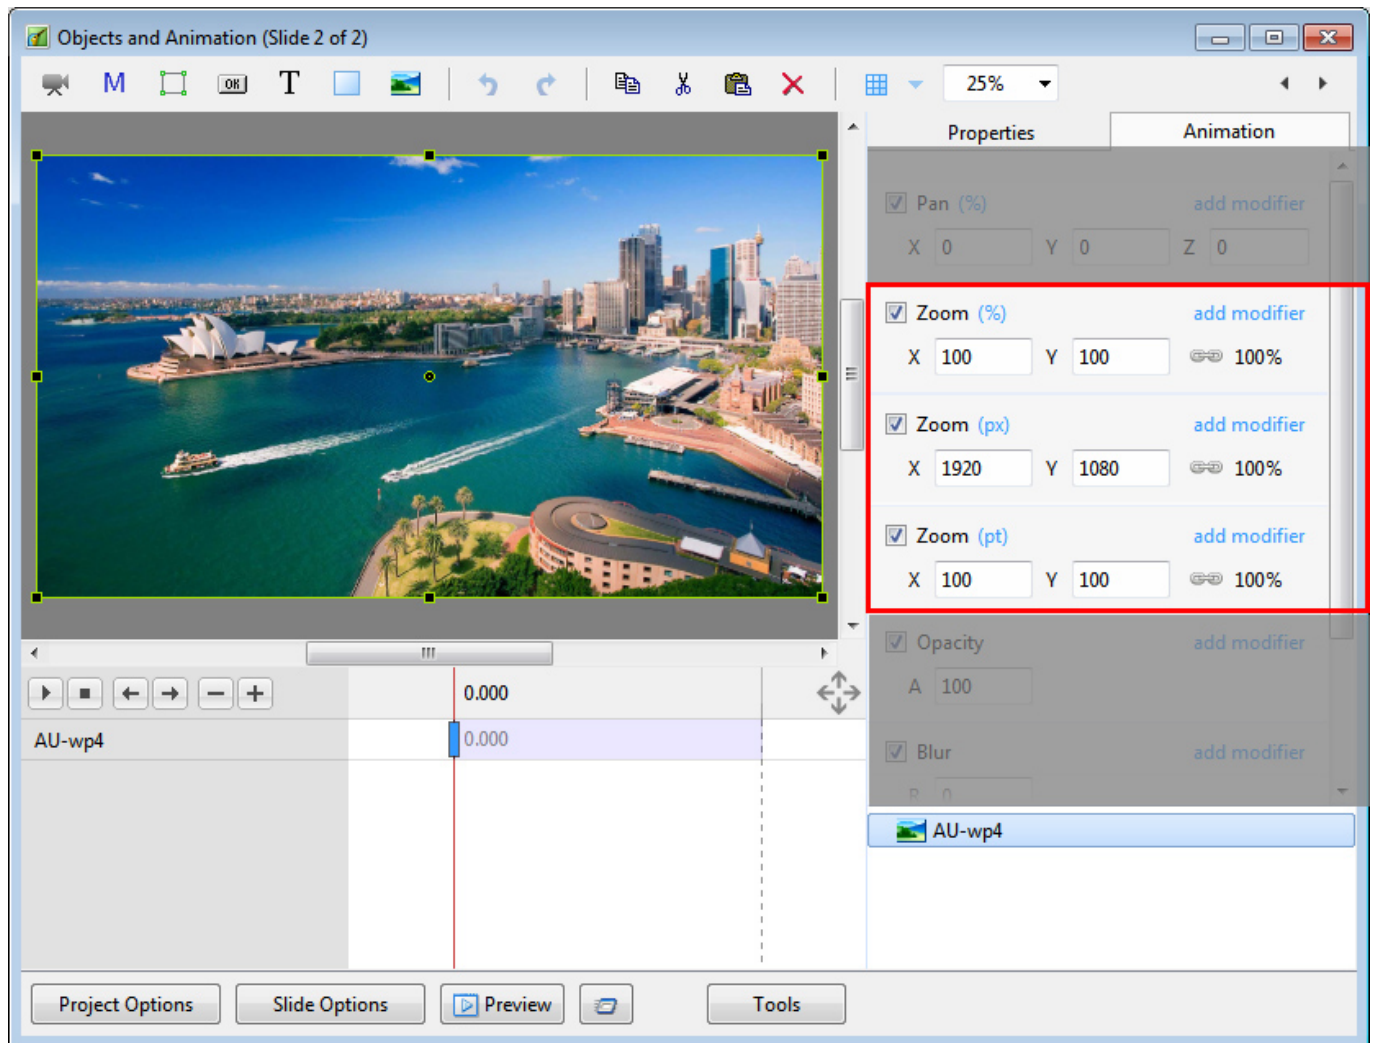 Objects and Animation (Slide 2 of 2)
M OK T 25%
Properties Animation
Pan (%) add modifier
X 0 Y 0 Z 0
Zoom (%) add modifier
X 100 Y 100 100%
Zoom (px) add modifier
X 1920 Y 1080 100%
Zoom (pt) add modifier
X 100 Y 100 100%
Opacity add modifier
A 100
Blur add modifier
R 0
0.000
AU-wp4 0.000
AU-wp4
Project Options Slide Options Preview Tools